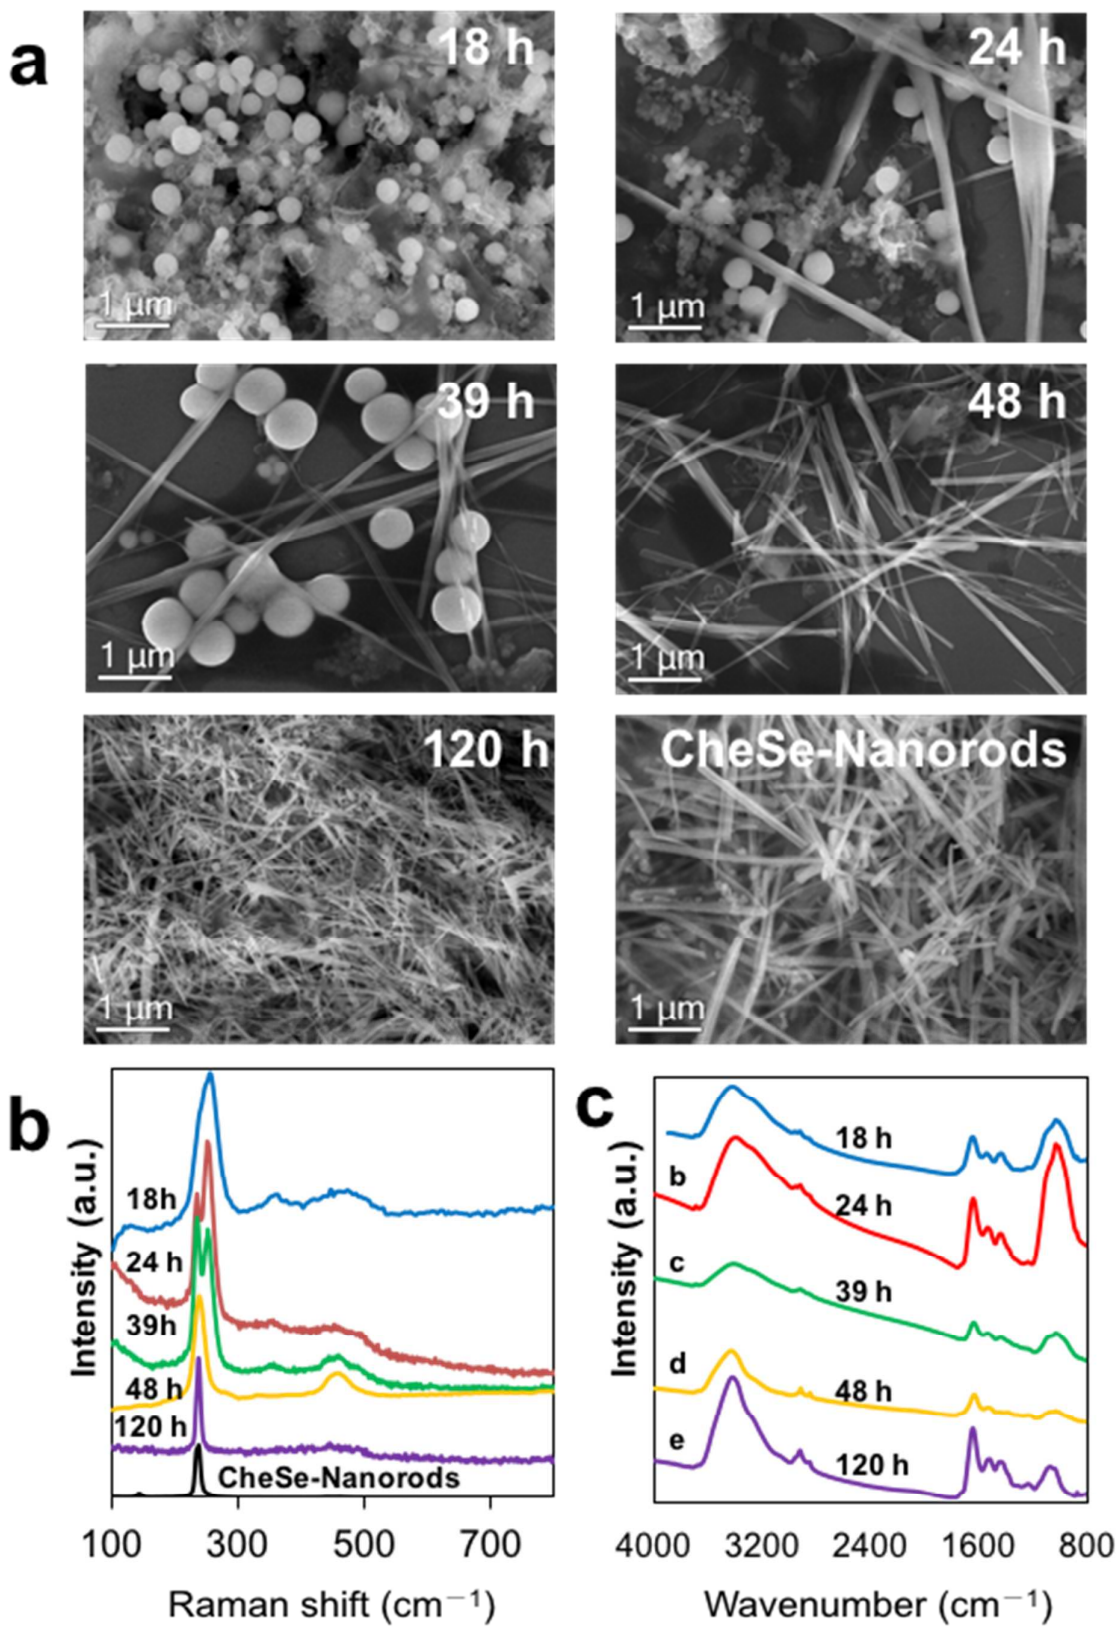 a
18 h
1 µm
24 h
1 µm
39 h
1 µm
48 h
1 µm
120 h
1 µm
CheSe-Nanorods
1 µm
b
Intensity (a.u.)
18h
24 h
39h
48 h
120 h
CheSe-Nanorods
100 300 500 700
Raman shift (cm⁻¹)
c
Intensity (a.u.)
18 h
b
24 h
c
39 h
d
48 h
e
120 h
4000 3200 2400 1600 800
Wavenumber (cm⁻¹)